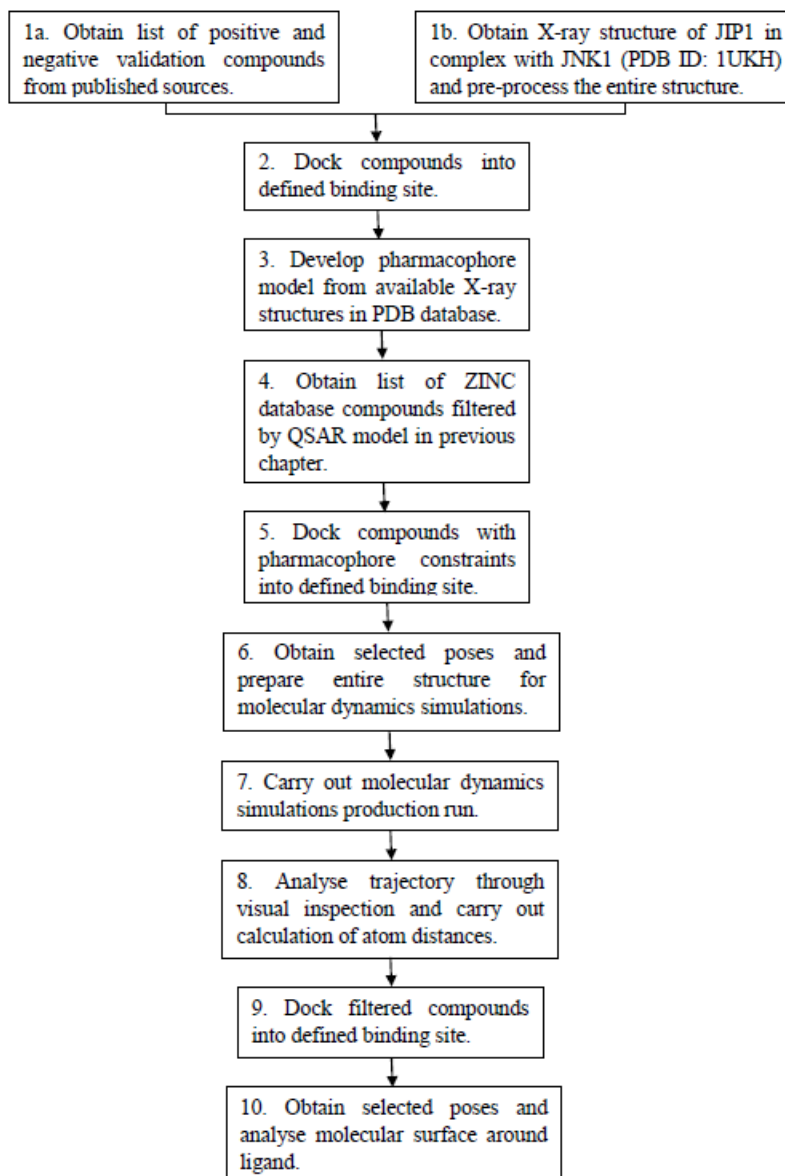 1a. Obtain list of positive and
negative validation compounds
from published sources.
1b. Obtain X-ray structure of JIP1 in
complex with JNK1 (PDB ID: 1UKH)
and pre-process the entire structure.
2. Dock compounds into
defined binding site.
3. Develop pharmacophore
model from available X-ray
structures in PDB database.
4. Obtain list of ZINC
database compounds filtered
by QSAR model in previous
chapter.
5. Dock compounds with
pharmacophore constraints
into defined binding site.
6. Obtain selected poses and
prepare entire structure for
molecular dynamics simulations.
7. Carry out molecular dynamics
simulations production run.
8. Analyse trajectory through
visual inspection and carry out
calculation of atom distances.
9. Dock filtered compounds
into defined binding site.
10. Obtain selected poses and
analyse molecular surface around
ligand.